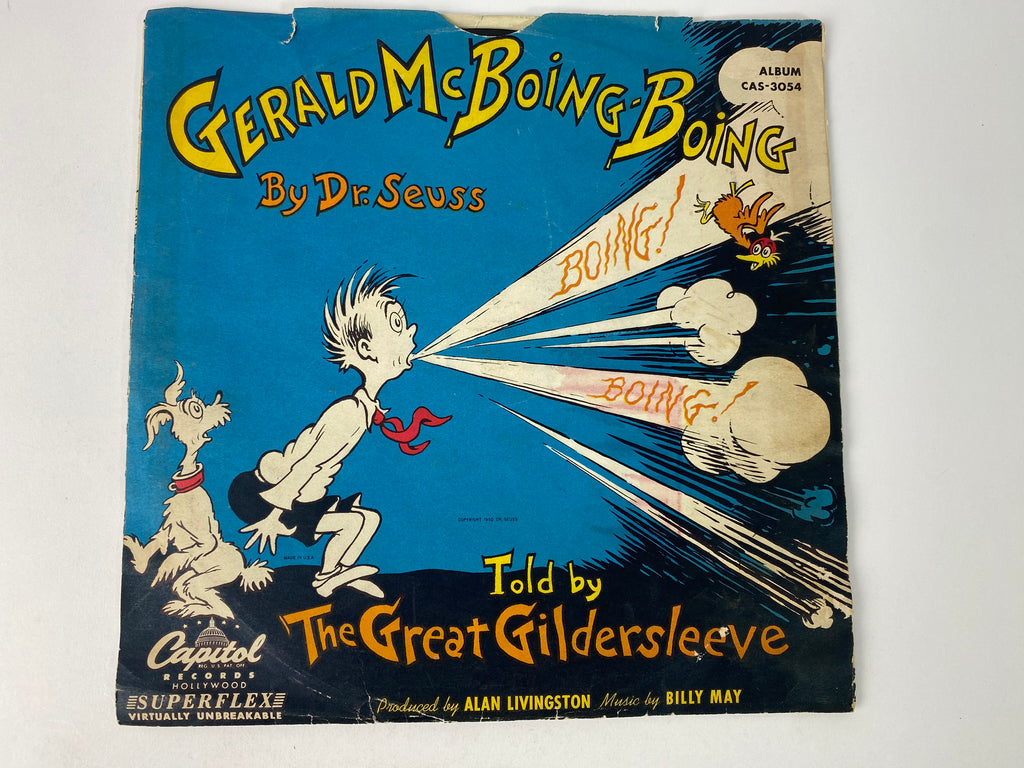 GERALD McBOING-BOING
ALBUM
CAS-3054
By Dr. Seuss
BOING!
BOING!
COPYRIGHT 1950 DR. SEUSS
MADE IN U.S.A.
Told by
The Great Gildersleeve
Capitol
REG. U.S. PAT. OFF.
RECORDS
HOLLYWOOD
SUPERFLEX
VIRTUALLY UNBREAKABLE
Produced by ALAN LIVINGSTON Music by BILLY MAY